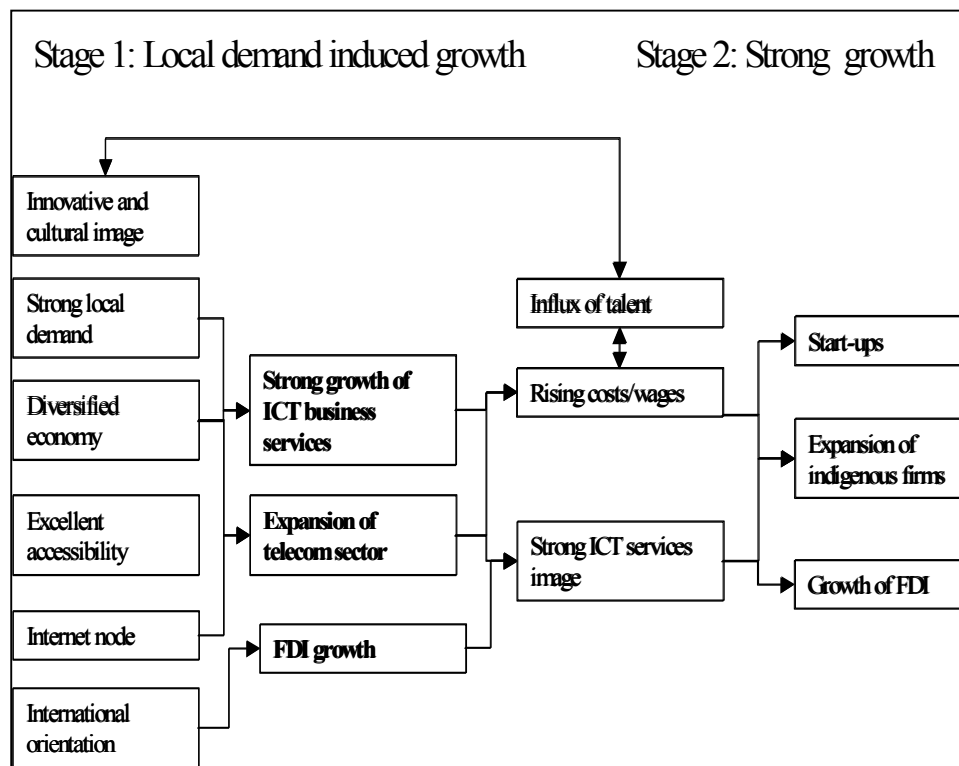 Stage 1: Local demand induced growth
Stage 2: Strong growth
Innovative and
cultural image
Strong local
demand
Diversified
economy
Excellent
accessibility
Internet node
International
orientation
Strong growth of
ICT business
services
Expansion of
telecom sector
FDI growth
Influx of talent
Rising costs/wages
Strong ICT services
image
Start-ups
Expansion of
indigenous firms
Growth of FDI